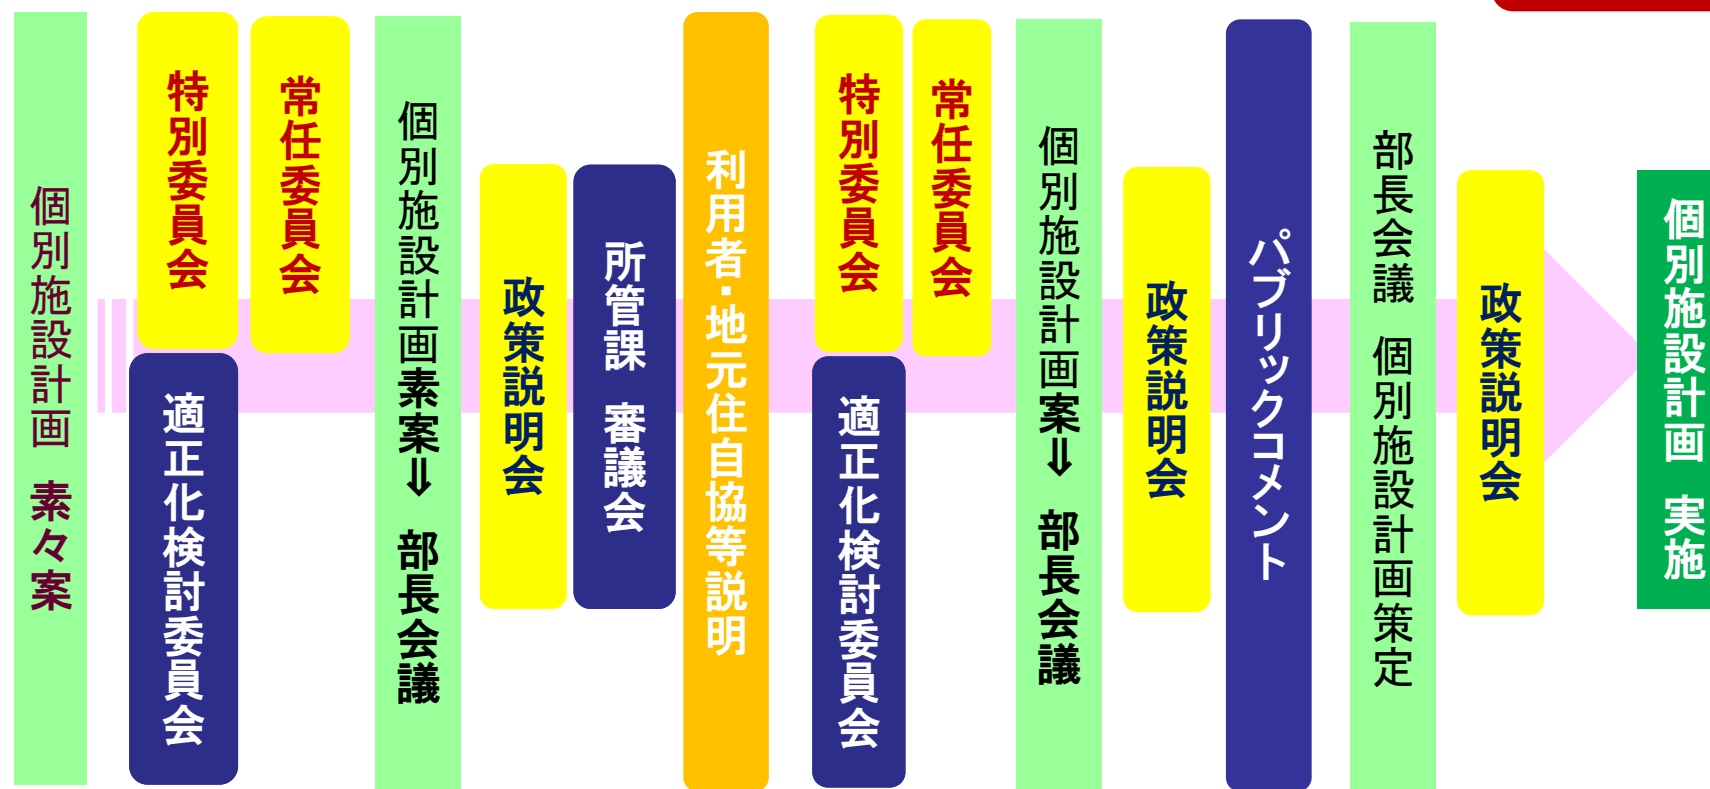 個別施設計画 素々案
特別委員会
適正化検討委員会
常任委員会
個別施設計画素案⇓ 部長会議
政策説明会
所管課 審議会
利用者・地元住自協等説明
特別委員会
適正化検討委員会
常任委員会
個別施設計画案⇓ 部長会議
政策説明会
パブリックコメント
部長会議 個別施設計画策定
政策説明会
個別施設計画 実施